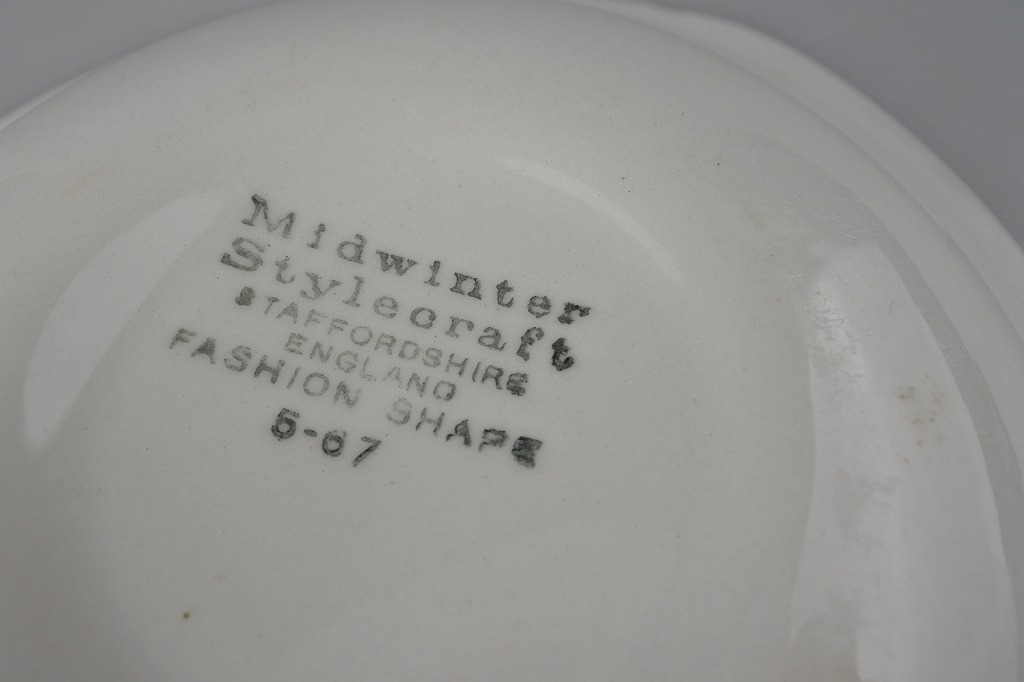 Midwinter
Stylecraft
STAFFORDSHIRE
ENGLAND
FASHION SHAPE
5-67